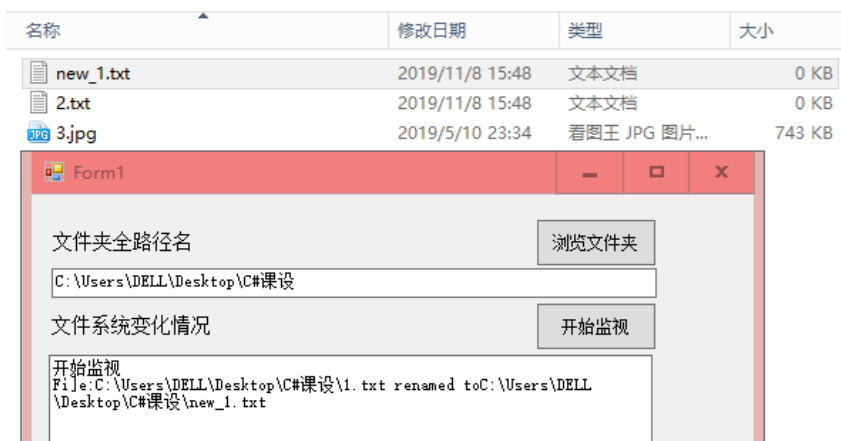 名称 修改日期 类型 大小
new_1.txt 2019/11/8 15:48 文本文档 0 KB
2.txt 2019/11/8 15:48 文本文档 0 KB
JPG 3.jpg 2019/5/10 23:34 看图王 JPG 图片... 743 KB
Form1
文件夹全路径名 浏览文件夹
C:\Users\DELL\Desktop\C#课设
文件系统变化情况 开始监视
开始监视
File:C:\Users\DELL\Desktop\C#课设\1.txt renamed toC:\Users\DELL
\Desktop\C#课设\new_1.txt